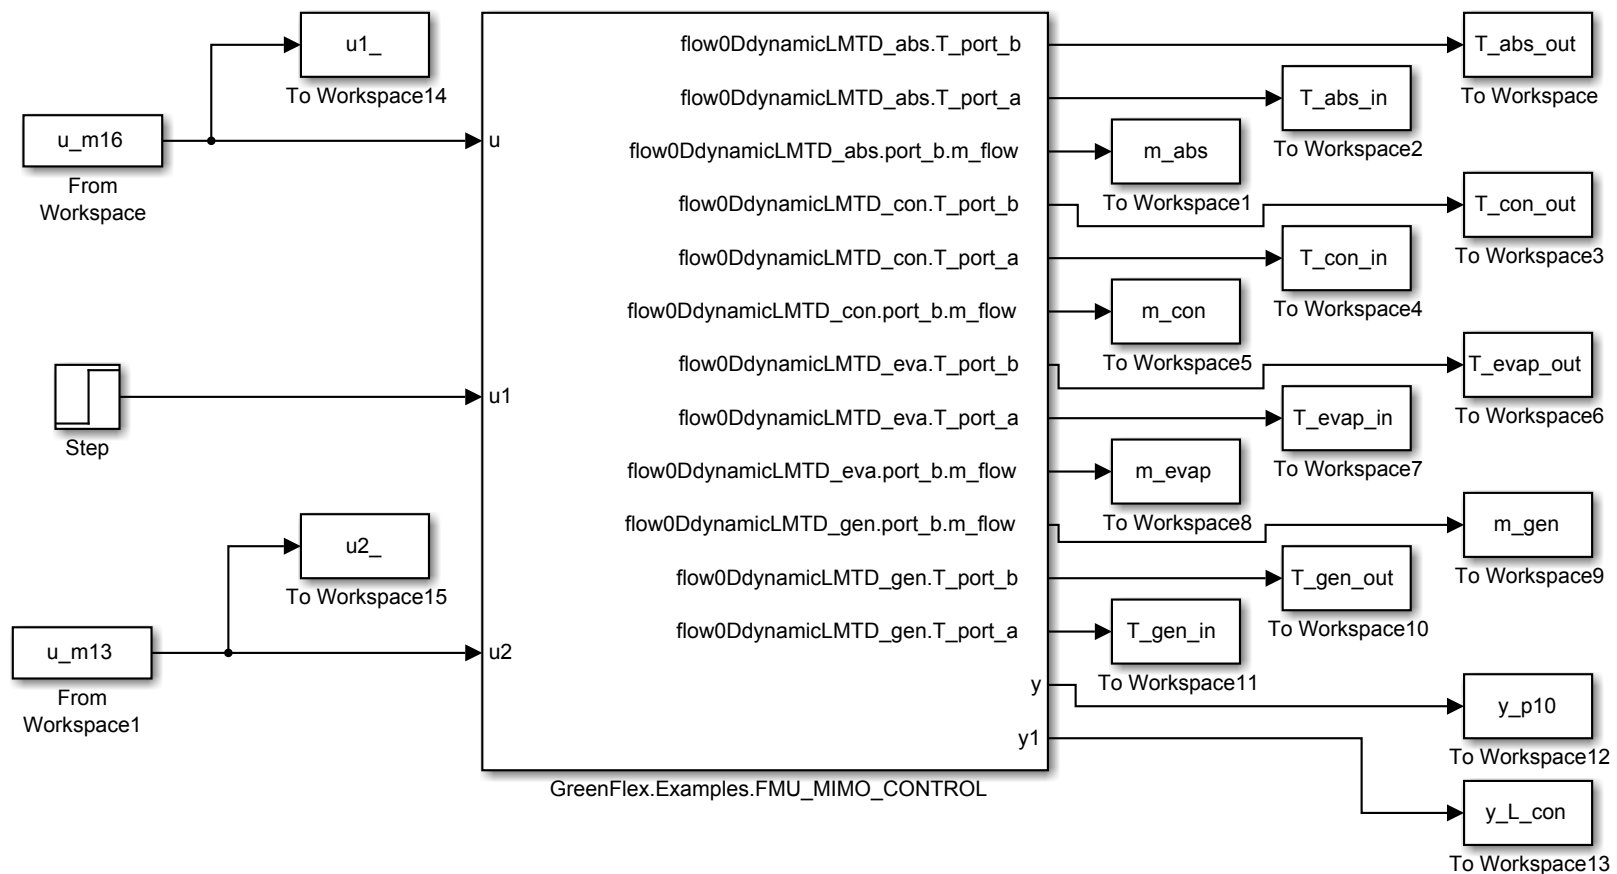 u1_
To Workspace14
u_m16
From
Workspace
Step
u2_
To Workspace15
u_m13
From
Workspace1
u
u1
u2
flow0DdynamicLMTD_abs.T_port_b
flow0DdynamicLMTD_abs.T_port_a
flow0DdynamicLMTD_abs.port_b.m_flow
flow0DdynamicLMTD_con.T_port_b
flow0DdynamicLMTD_con.T_port_a
flow0DdynamicLMTD_con.port_b.m_flow
flow0DdynamicLMTD_eva.T_port_b
flow0DdynamicLMTD_eva.T_port_a
flow0DdynamicLMTD_eva.port_b.m_flow
flow0DdynamicLMTD_gen.port_b.m_flow
flow0DdynamicLMTD_gen.T_port_b
flow0DdynamicLMTD_gen.T_port_a
y
y1
GreenFlex.Examples.FMU_MIMO_CONTROL
T_abs_out
To Workspace
T_abs_in
To Workspace2
m_abs
To Workspace1
T_con_out
To Workspace3
T_con_in
To Workspace4
m_con
To Workspace5
T_evap_out
To Workspace6
T_evap_in
To Workspace7
m_evap
To Workspace8
m_gen
To Workspace9
T_gen_out
To Workspace10
T_gen_in
To Workspace11
y_p10
To Workspace12
y_L_con
To Workspace13